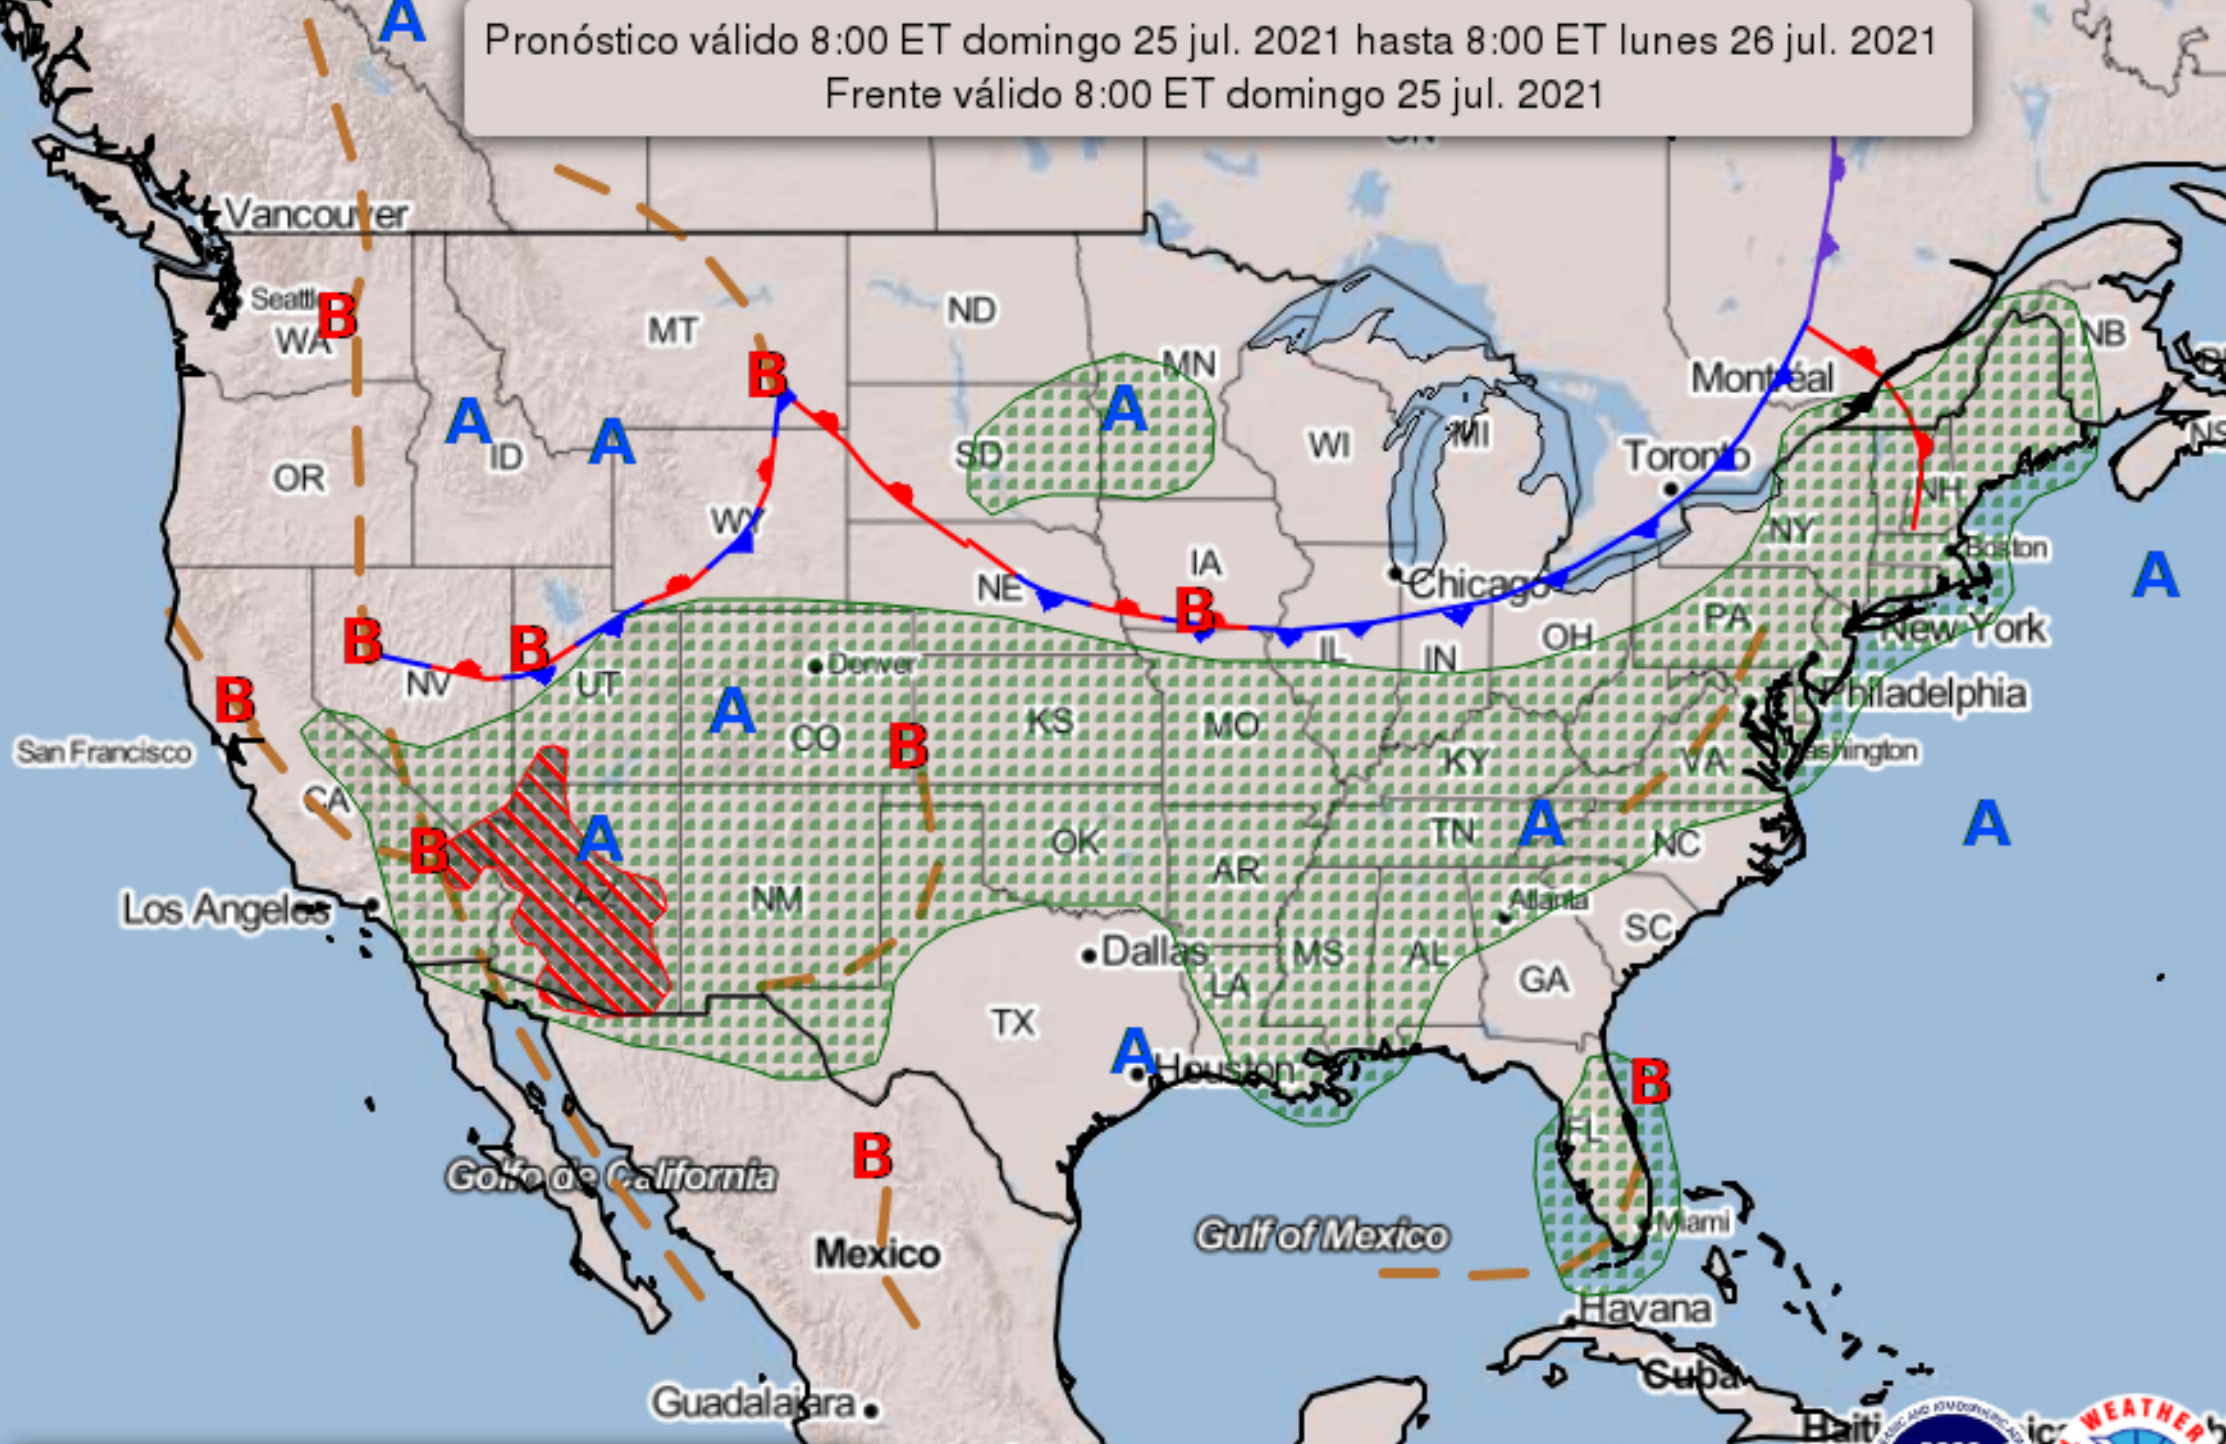 A
Pronóstico válido 8:00 ET domingo 25 jul. 2021 hasta 8:00 ET lunes 26 jul. 2021
Frente válido 8:00 ET domingo 25 jul. 2021
Vancouver
Seattle
B
WA
MT
ND
MN
NB
B
Montréal
A
A
ID
A
OR
SD
WI
MI
Toronto
NS
WY
NH
NY
Boston
A
IA
NE
Chicago
B
PA
New York
B
B
NV
UT
Denver
IL
IN
OH
B
A
CO
KS
MO
Philadelphia
San Francisco
B
KY
VA
CA
B
A
OK
TN
A
NC
A
AR
Los Angeles
AZ
NM
Atlanta
SC
Dallas
MS
AL
LA
GA
TX
A
Houston
B
FL
B
Golfo de California
Miami
Gulf of Mexico
Mexico
Havana
Cuba
Guadalajara
Haiti
WEATHER